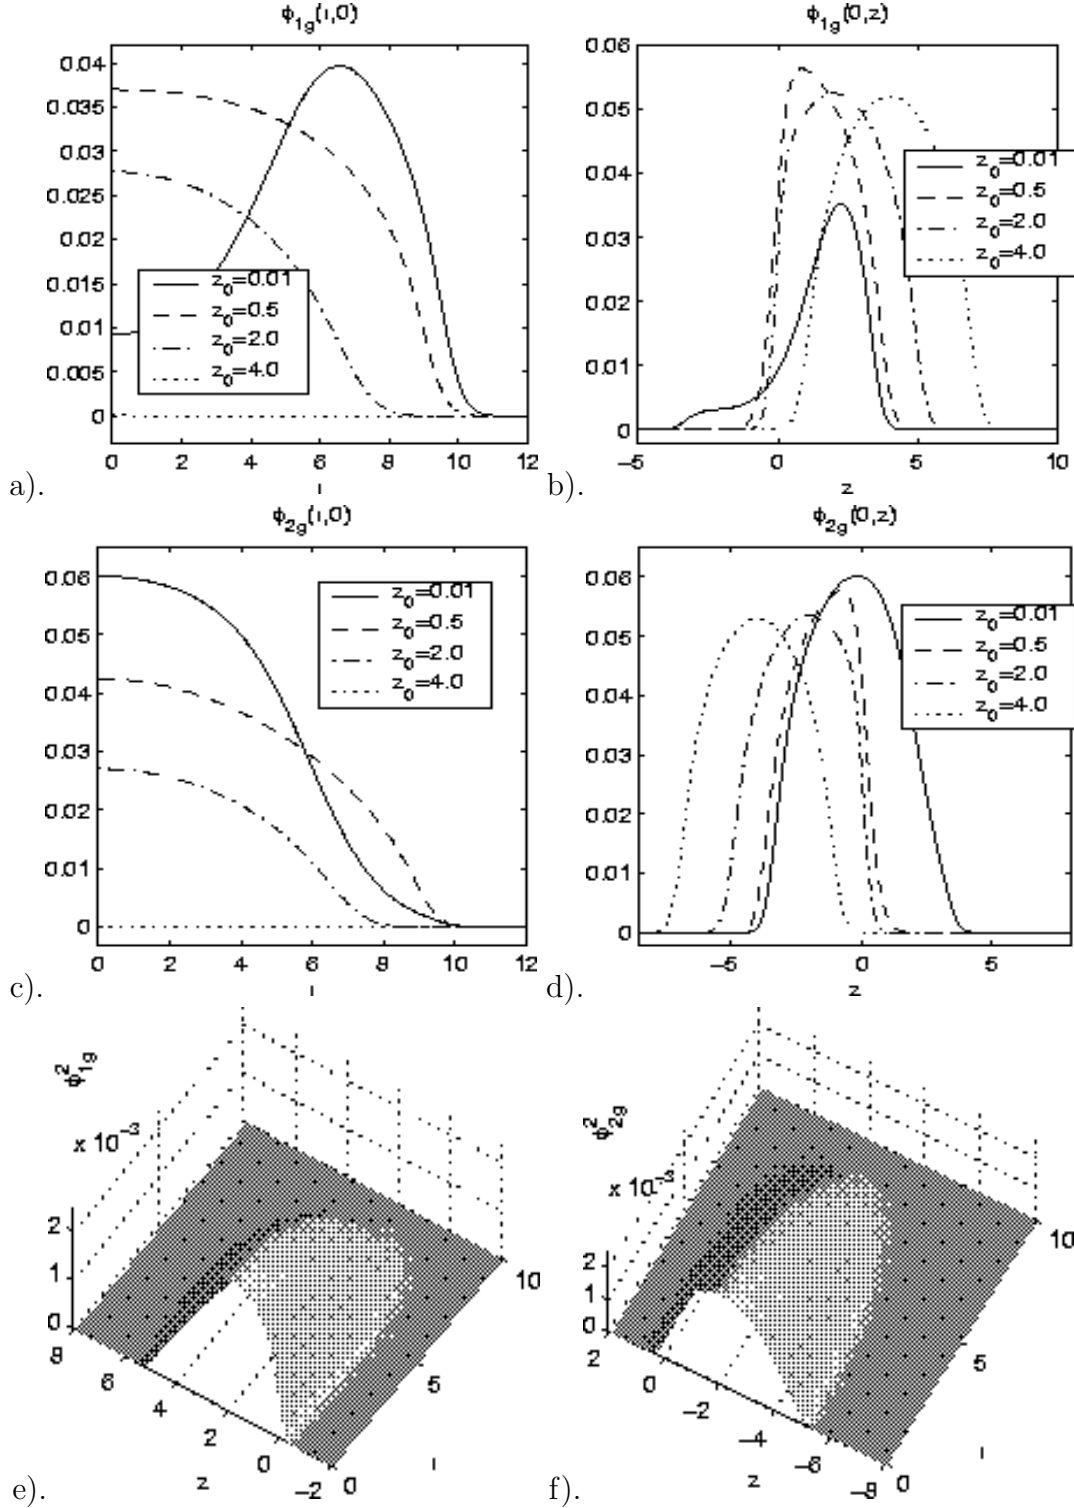 ϕ1g(r,0)
0.04
0.035
0.03
0.025
0.02
0.015
0.01
0.005
0
z0=0.01
z0=0.5
z0=2.0
z0=4.0
0 2 4 6 8 10 12
r
a).
ϕ1g(0,z)
0.06
0.05
0.04
0.03
0.02
0.01
0
z0=0.01
z0=0.5
z0=2.0
z0=4.0
−5 0 5 10
z
b).
ϕ2g(r,0)
0.06
0.05
0.04
0.03
0.02
0.01
0
z0=0.01
z0=0.5
z0=2.0
z0=4.0
0 2 4 6 8 10 12
r
c).
ϕ2g(0,z)
0.06
0.05
0.04
0.03
0.02
0.01
0
z0=0.01
z0=0.5
z0=2.0
z0=4.0
−5 0 5
z
d).
ϕ²1g
x 10⁻³
2
1
0
8 6 4 2 0 −2
z
0 5 10
r
e).
ϕ²2g
x 10⁻³
2
1
0
2 0 −2 −4 −6 −8
z
0 5 10
r
f).